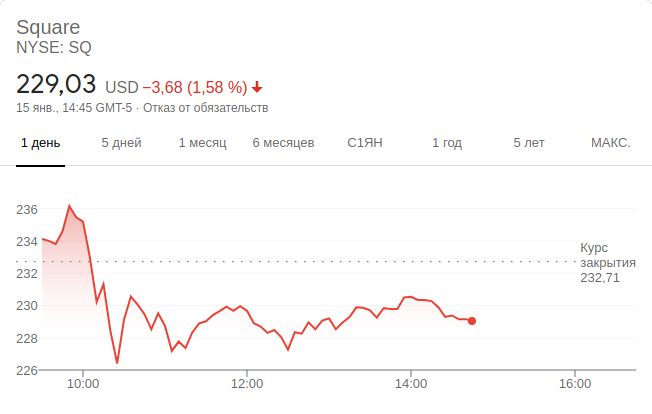 Square
NYSE: SQ
229,03 USD −3,68 (1,58 %)
15 янв., 14:45 GMT-5 · Отказ от обязательств
1 день 5 дней 1 месяц 6 месяцев С1ЯН 1 год 5 лет МАКС.
236
234
232
230
228
226
Курс
закрытия
232,71
10:00 12:00 14:00 16:00